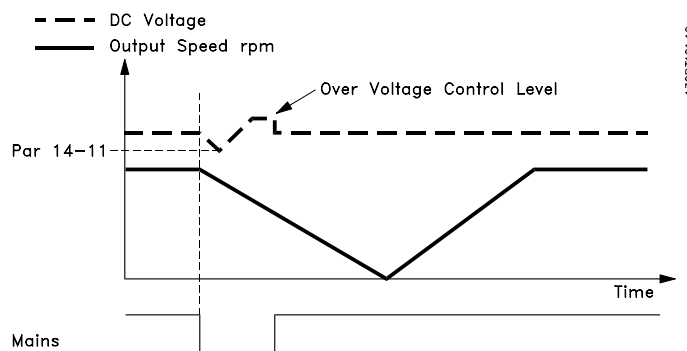 DC Voltage
Output Speed rpm
Over Voltage Control Level
Par 14-11
Time
Mains